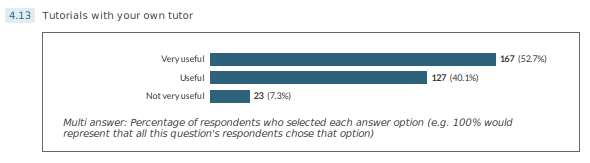 4.13 Tutorials with your own tutor
Very useful 167 (52.7%)
Useful 127 (40.1%)
Not very useful 23 (7.3%)
Multi answer: Percentage of respondents who selected each answer option (e.g. 100% would
represent that all this question's respondents chose that option)